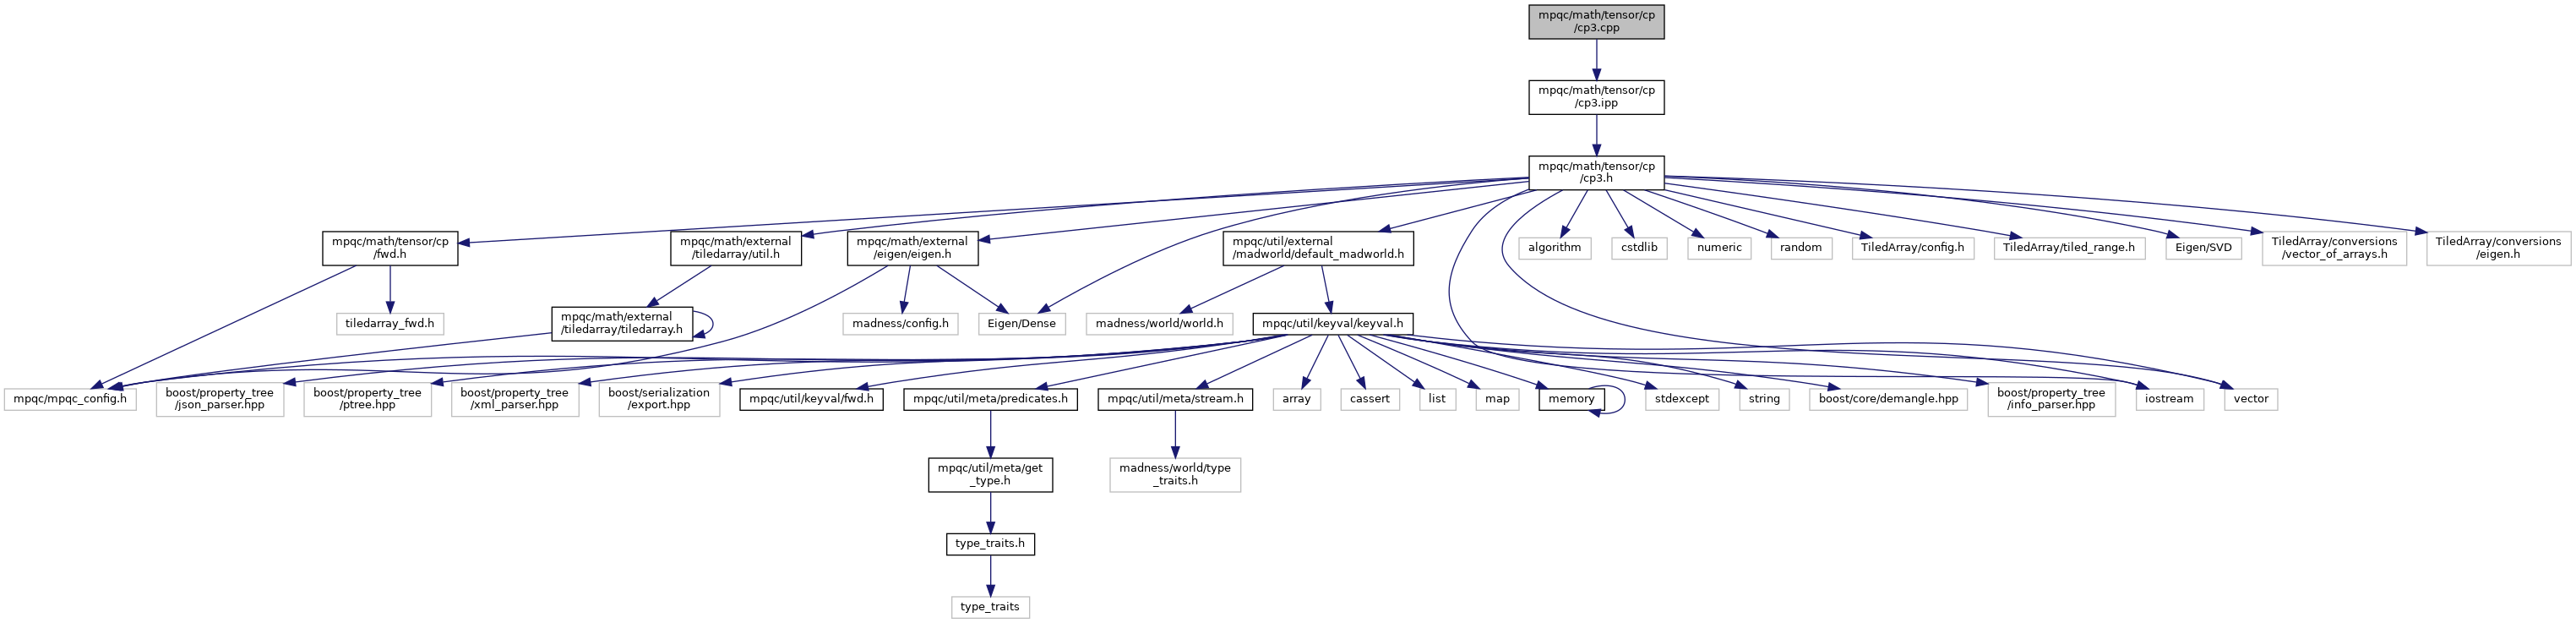 mpqc/math/tensor/cp
/cp3.cpp
mpqc/math/tensor/cp
/cp3.ipp
mpqc/math/tensor/cp
/cp3.h
mpqc/math/tensor/cp
/fwd.h
mpqc/math/external
/tiledarray/util.h
mpqc/math/external
/eigen/eigen.h
mpqc/util/external
/madworld/default_madworld.h
algorithm
cstdlib
numeric
random
TiledArray/config.h
TiledArray/tiled_range.h
Eigen/SVD
TiledArray/conversions
/vector_of_arrays.h
TiledArray/conversions
/eigen.h
tiledarray_fwd.h
mpqc/math/external
/tiledarray/tiledarray.h
madness/config.h
Eigen/Dense
madness/world/world.h
mpqc/util/keyval/keyval.h
mpqc/mpqc_config.h
boost/property_tree
/json_parser.hpp
boost/property_tree
/ptree.hpp
boost/property_tree
/xml_parser.hpp
boost/serialization
/export.hpp
mpqc/util/keyval/fwd.h
mpqc/util/meta/predicates.h
mpqc/util/meta/stream.h
array
cassert
list
map
memory
stdexcept
string
boost/core/demangle.hpp
boost/property_tree
/info_parser.hpp
iostream
vector
mpqc/util/meta/get
_type.h
madness/world/type
_traits.h
type_traits.h
type_traits